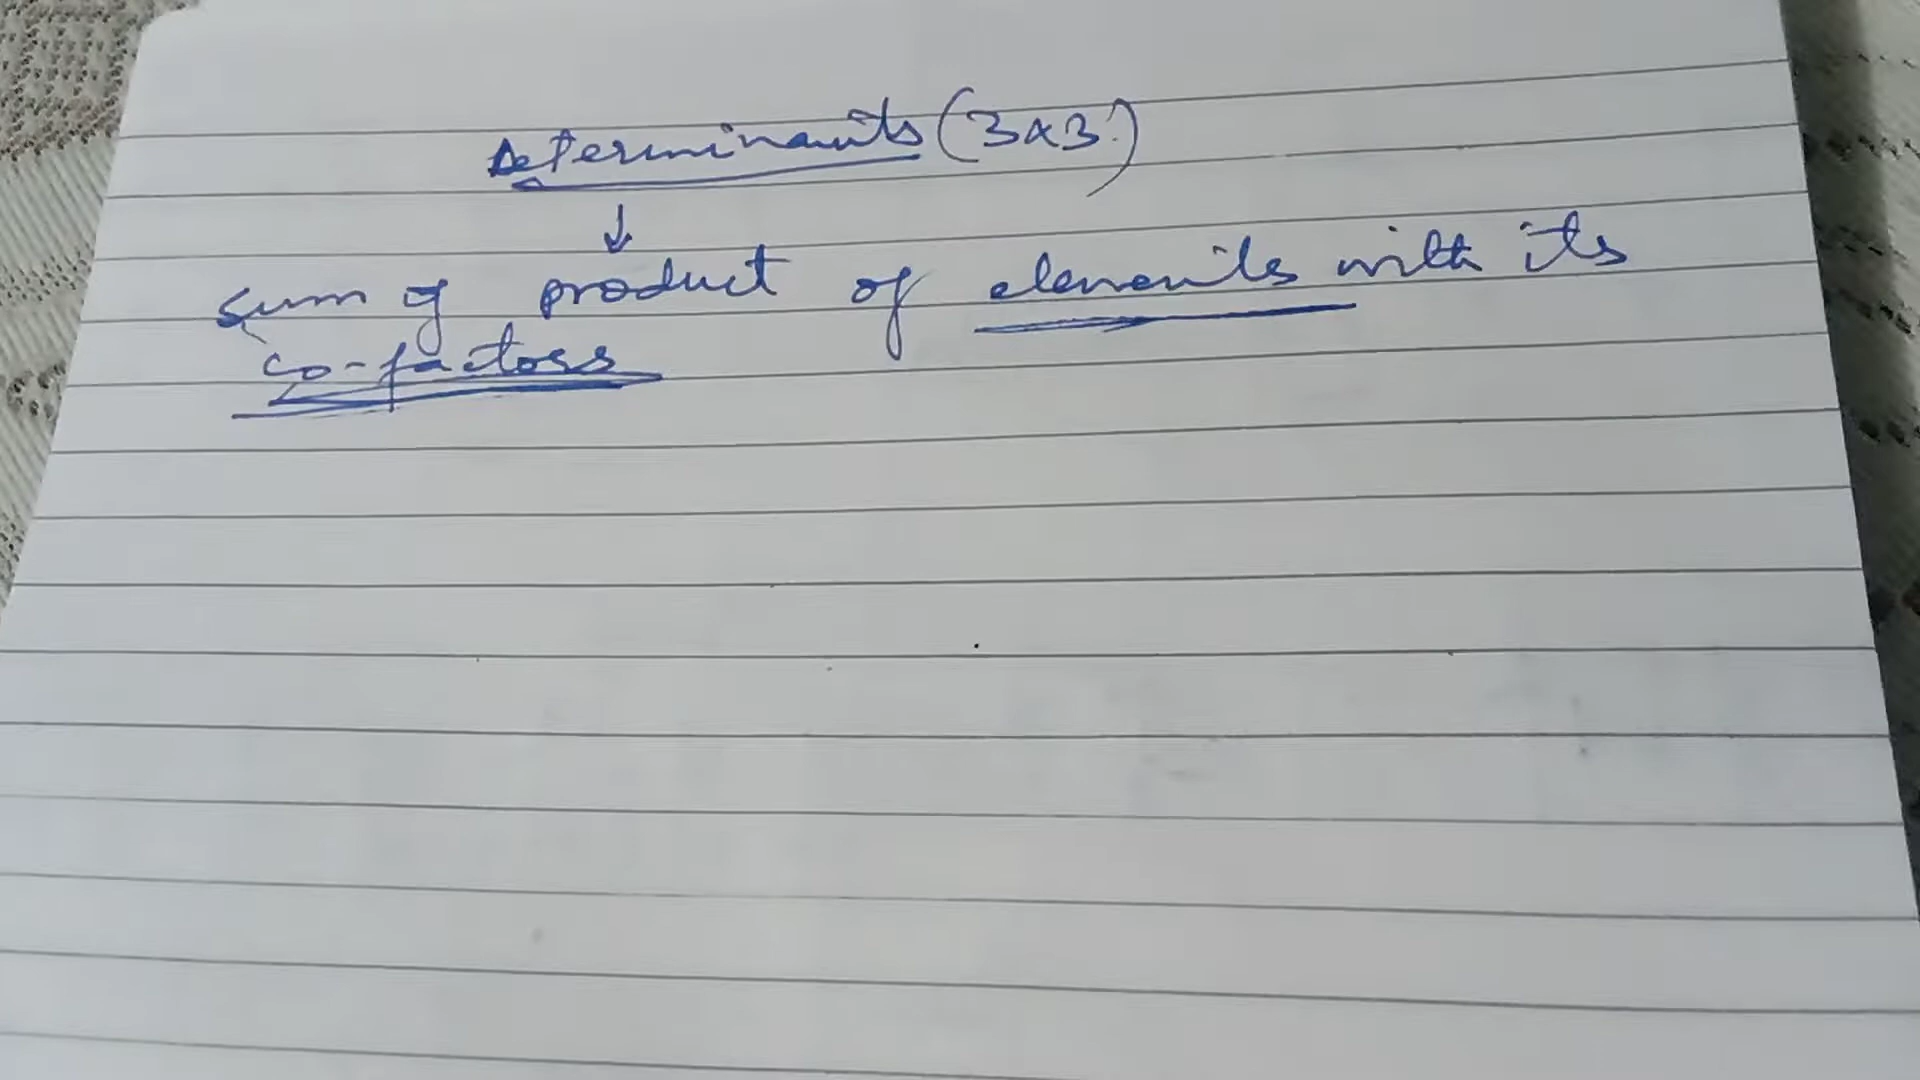 Determinants (3x3)
↓
sum of product of elements with its
co-factors